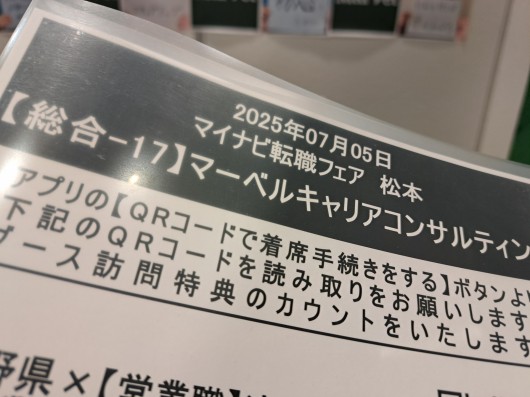 2025年07月05日
マイナビ転職フェア 松本
【総合-17】マーベルキャリアコンサルティン
アプリの【QRコードで着席手続きをする】ボタンよ
下記のQRコードを読み取りをお願いします
ブース訪問特典のカウントをいたします
野県×【営業職】